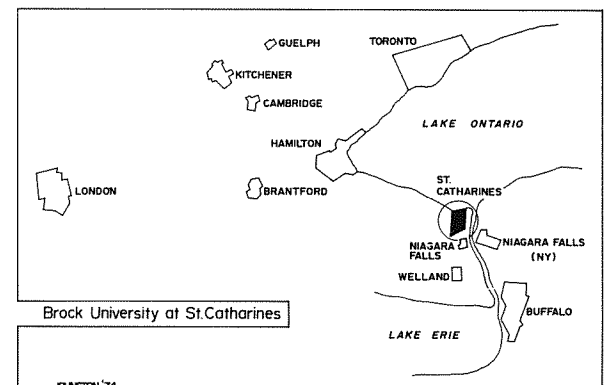 GUELPH
TORONTO
KITCHENER
CAMBRIDGE
LAKE ONTARIO
HAMILTON
ST.
CATHARINES
LONDON
BRANTFORD
NIAGARA
FALLS
NIAGARA FALLS
(NY)
WELLAND
BUFFALO
Brock University at St.Catharines
LAKE ERIE